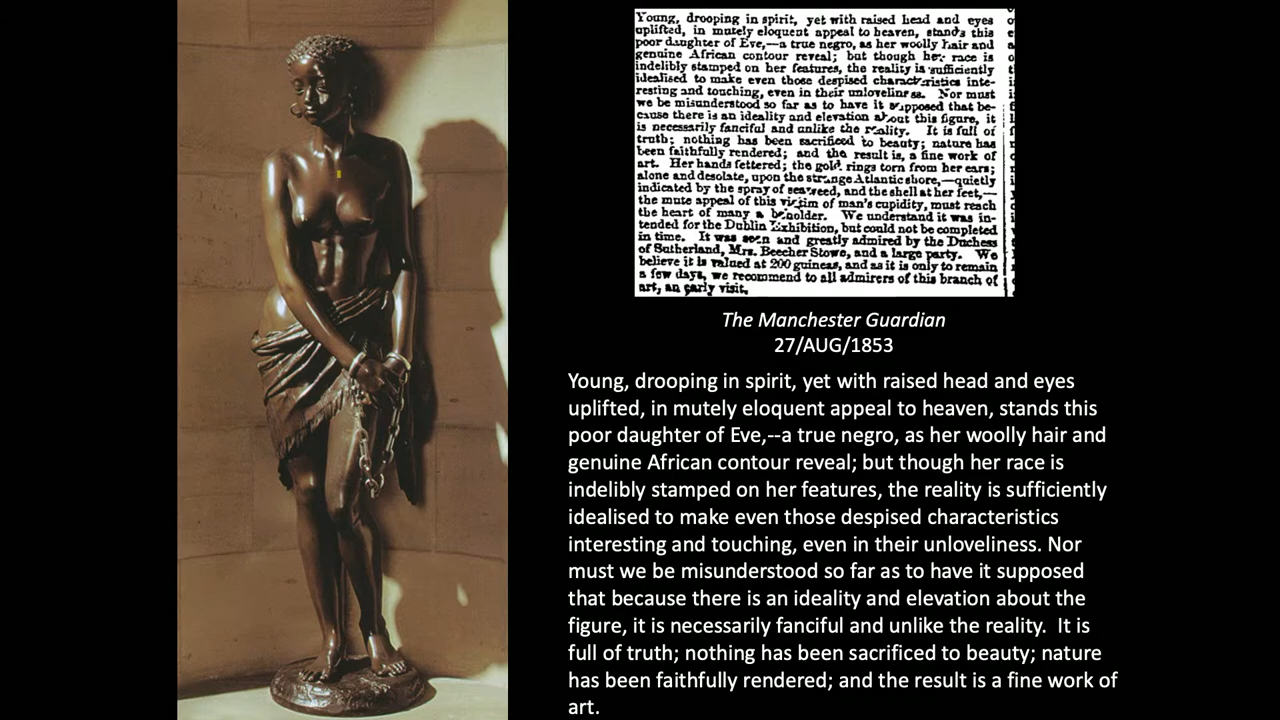 Young, drooping in spirit, yet with raised head and eyes
uplifted, in mutely eloquent appeal to heaven, stands this
poor daughter of Eve,—a true negro, as her woolly hair and
genuine African contour reveal; but though her race is
indelibly stamped on her features, the reality is sufficiently
idealised to make even those despised characteristics inte-
resting and touching, even in their unloveliness. Nor must
we be misunderstood so far as to have it supposed that be-
cause there is an ideality and elevation about this figure, it
is necessarily fanciful and unlike the reality. It is full of
truth; nothing has been sacrificed to beauty; nature has
been faithfully rendered; and the result is, a fine work of
art. Her hands fettered; the gold rings torn from her ears;
alone and desolate, upon the strange Atlantic shore,—quietly
indicated by the spray of seaweed, and the shell at her feet,—
the mute appeal of this victim of man's cupidity, must reach
the heart of many a beholder. We understand it was in-
tended for the Dublin Exhibition, but could not be completed
in time. It was seen and greatly admired by the Duchess
of Sutherland, Mrs. Beecher Stowe, and a large party. We
believe it is valued at 200 guineas, and as it is only to remain
a few days, we recommend to all admirers of this branch of
art, an early visit.
The Manchester Guardian
27/AUG/1853
Young, drooping in spirit, yet with raised head and eyes
uplifted, in mutely eloquent appeal to heaven, stands this
poor daughter of Eve,--a true negro, as her woolly hair and
genuine African contour reveal; but though her race is
indelibly stamped on her features, the reality is sufficiently
idealised to make even those despised characteristics
interesting and touching, even in their unloveliness. Nor
must we be misunderstood so far as to have it supposed
that because there is an ideality and elevation about the
figure, it is necessarily fanciful and unlike the reality.  It is
full of truth; nothing has been sacrificed to beauty; nature
has been faithfully rendered; and the result is a fine work of
art.